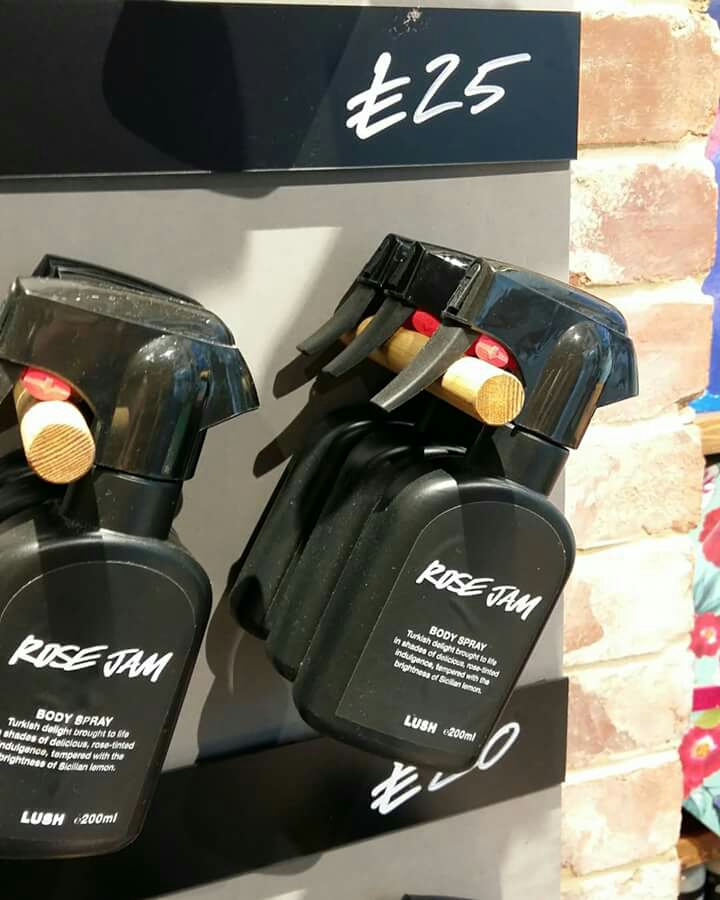 £25
ROSE JAM
BODY SPRAY
Turkish delight brought to life
in shades of delicious, rose-tinted
indulgence, tempered with the
brightness of Sicilian lemon.
LUSH e200ml
ROSE JAM
BODY SPRAY
Turkish delight brought to life
shades of delicious, rose-tinted
indulgence, tempered with the
brightness of Sicilian lemon.
LUSH e200ml